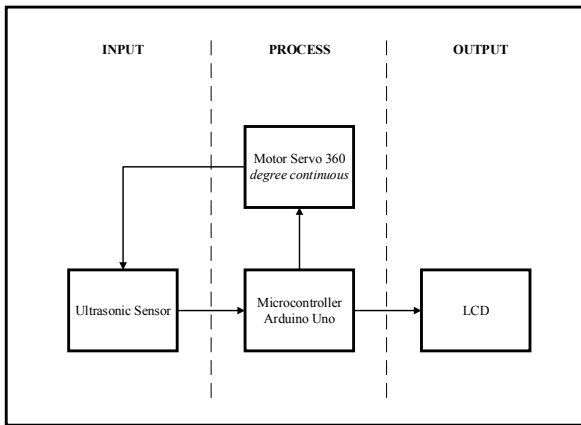 INPUT
PROCESS
OUTPUT
Motor Servo 360
degree continuous
Ultrasonic Sensor
Microcontroller
Arduino Uno
LCD